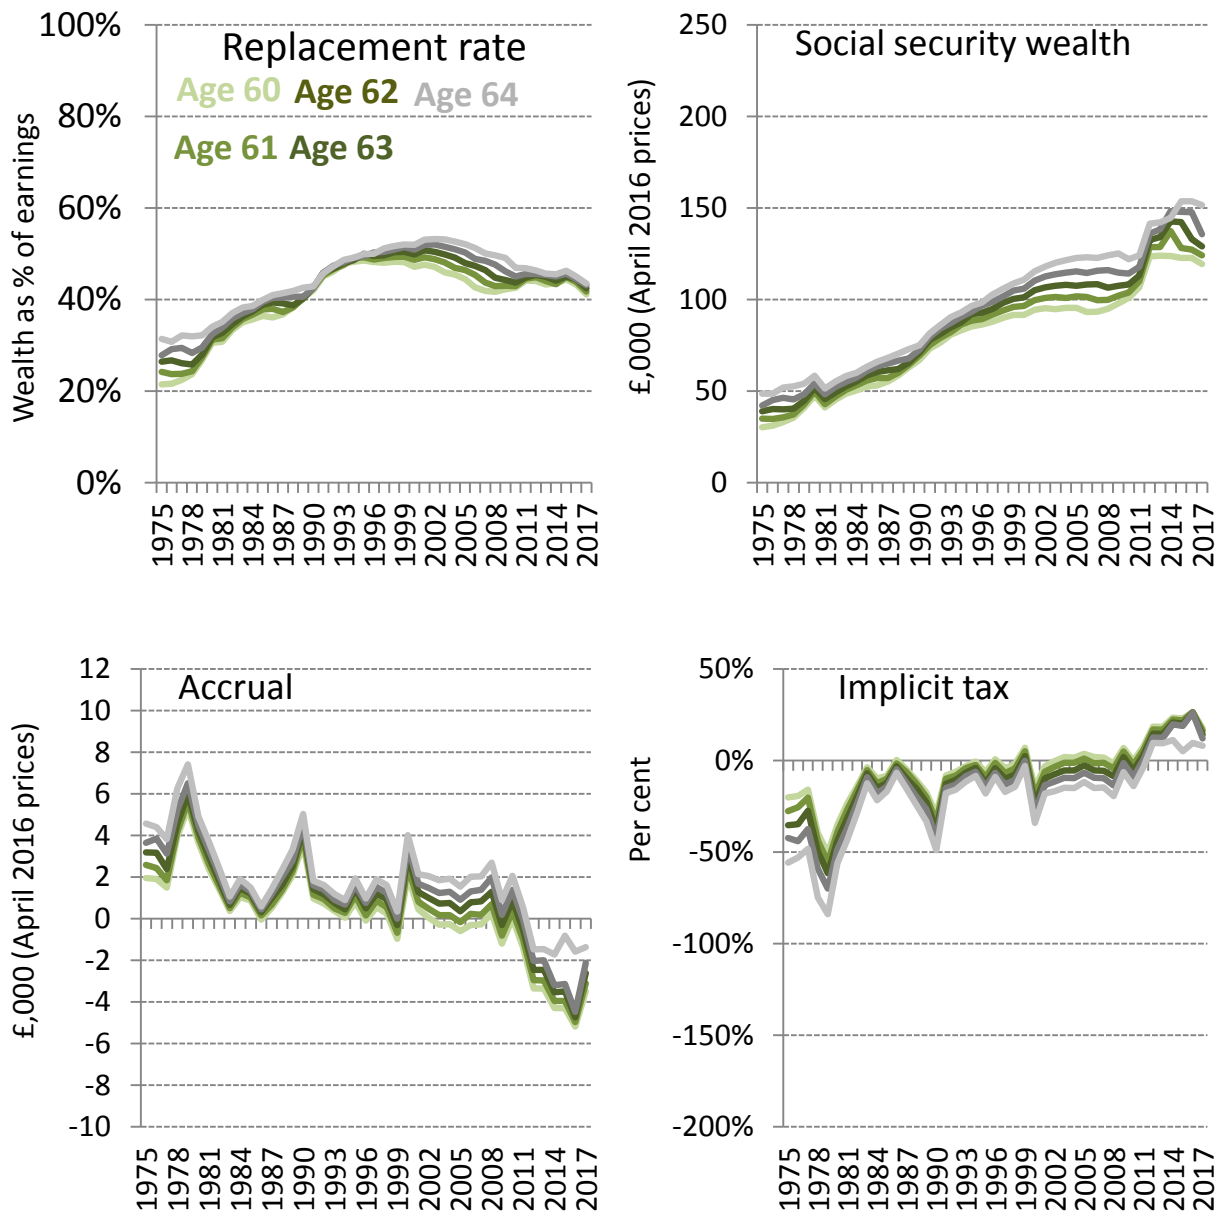 Replacement rate
Age 60 Age 62 Age 64
Age 61 Age 63
Wealth as % of earnings
100%
80%
60%
40%
20%
0%
1975 1978 1981 1984 1987 1990 1993 1996 1999 2002 2005 2008 2011 2014 2017
Social security wealth
£,000 (April 2016 prices)
250
200
150
100
50
0
1975 1978 1981 1984 1987 1990 1993 1996 1999 2002 2005 2008 2011 2014 2017
Accrual
£,000 (April 2016 prices)
12
10
8
6
4
2
0
-2
-4
-6
-8
-10
1975 1978 1981 1984 1987 1990 1993 1996 1999 2002 2005 2008 2011 2014 2017
Implicit tax
Per cent
50%
0%
-50%
-100%
-150%
-200%
1975 1978 1981 1984 1987 1990 1993 1996 1999 2002 2005 2008 2011 2014 2017